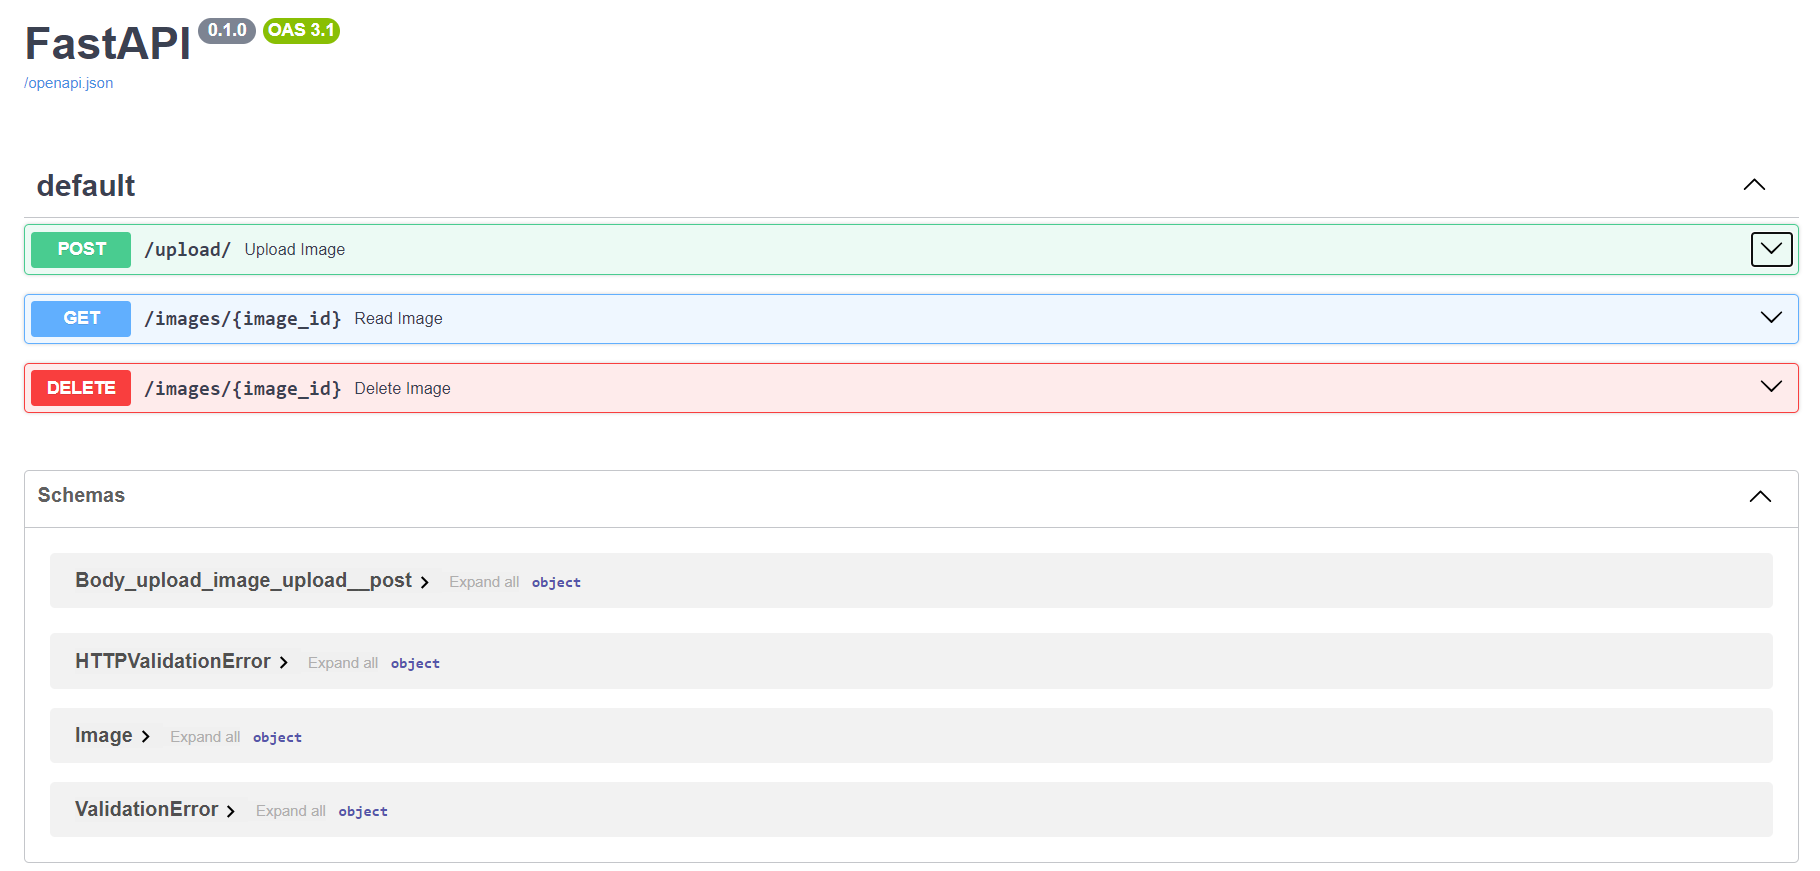 FastAPI 0.1.0 OAS 3.1
/openapi.json
default
POST /upload/ Upload Image
GET /images/{image_id} Read Image
DELETE /images/{image_id} Delete Image
Schemas
Body_upload_image_upload__post Expand all object
HTTPValidationError Expand all object
Image Expand all object
ValidationError Expand all object